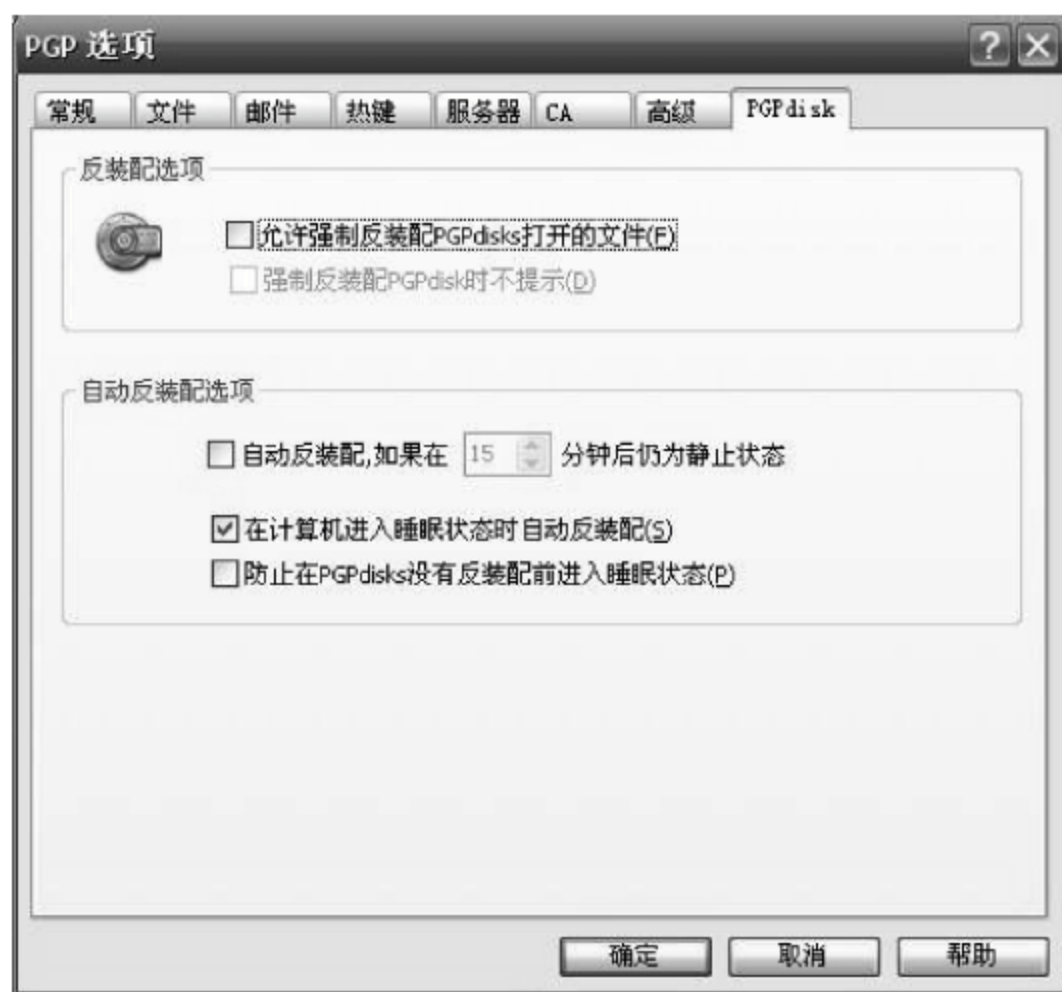 PGP 选项
常规 文件 邮件 热键 服务器 CA 高级 PGPdisk
反装配选项
允许强制反装配PGPdisks打开的文件(F)
强制反装配PGPdisk时不提示(D)
自动反装配选项
自动反装配,如果在 15 分钟后仍为静止状态
在计算机进入睡眠状态时自动反装配(S)
防止在PGPdisks没有反装配前进入睡眠状态(P)
确定 取消 帮助